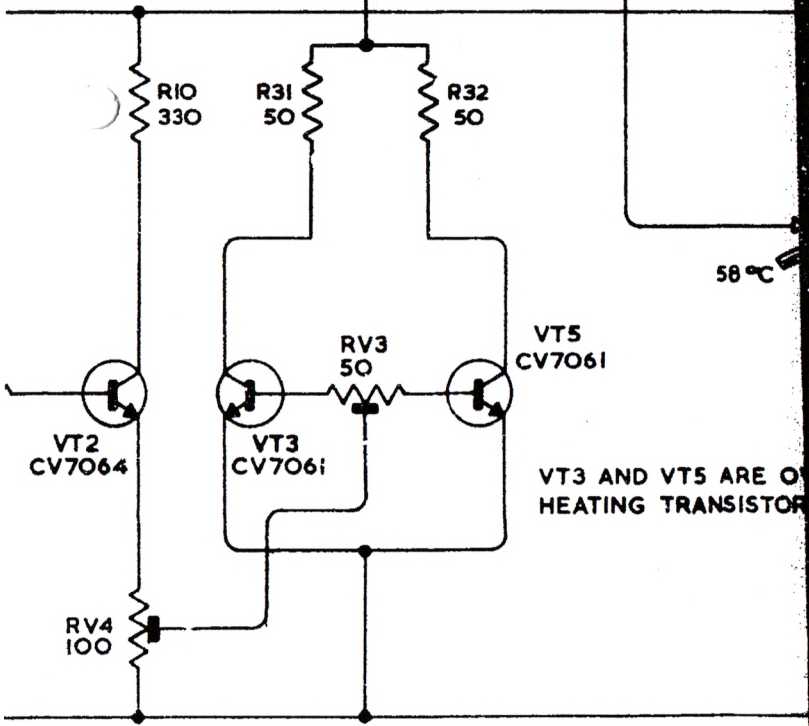 R10
330
R31
50
R32
50
58°C
RV3
50
VT5
CV7061
VT2
CV7064
VT3
CV7061
VT3 AND VT5 ARE
HEATING
RV4
100